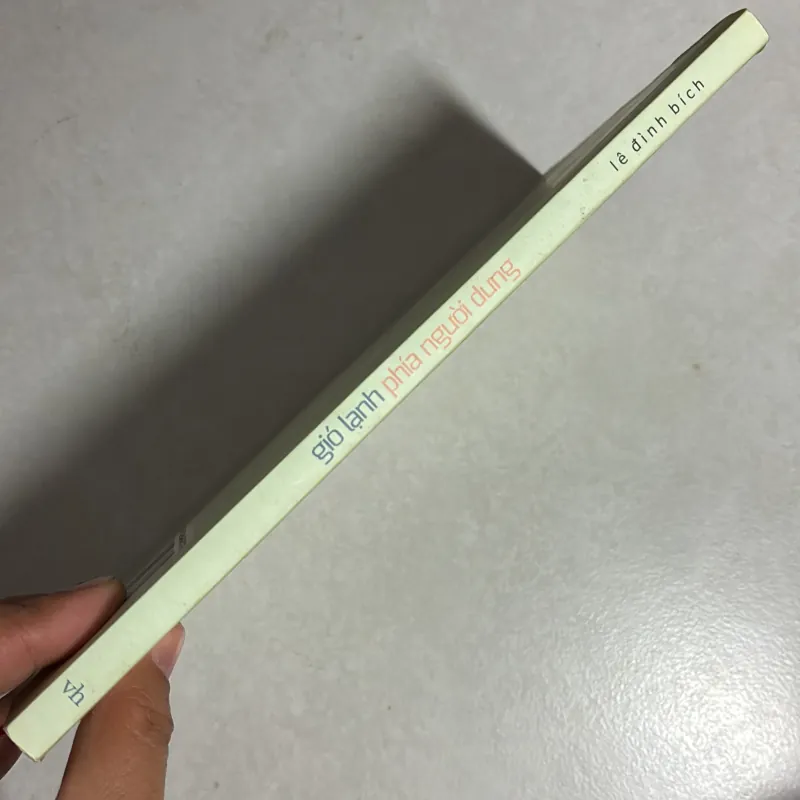 vh
gió lạnh phía người dưng
lê đình bích